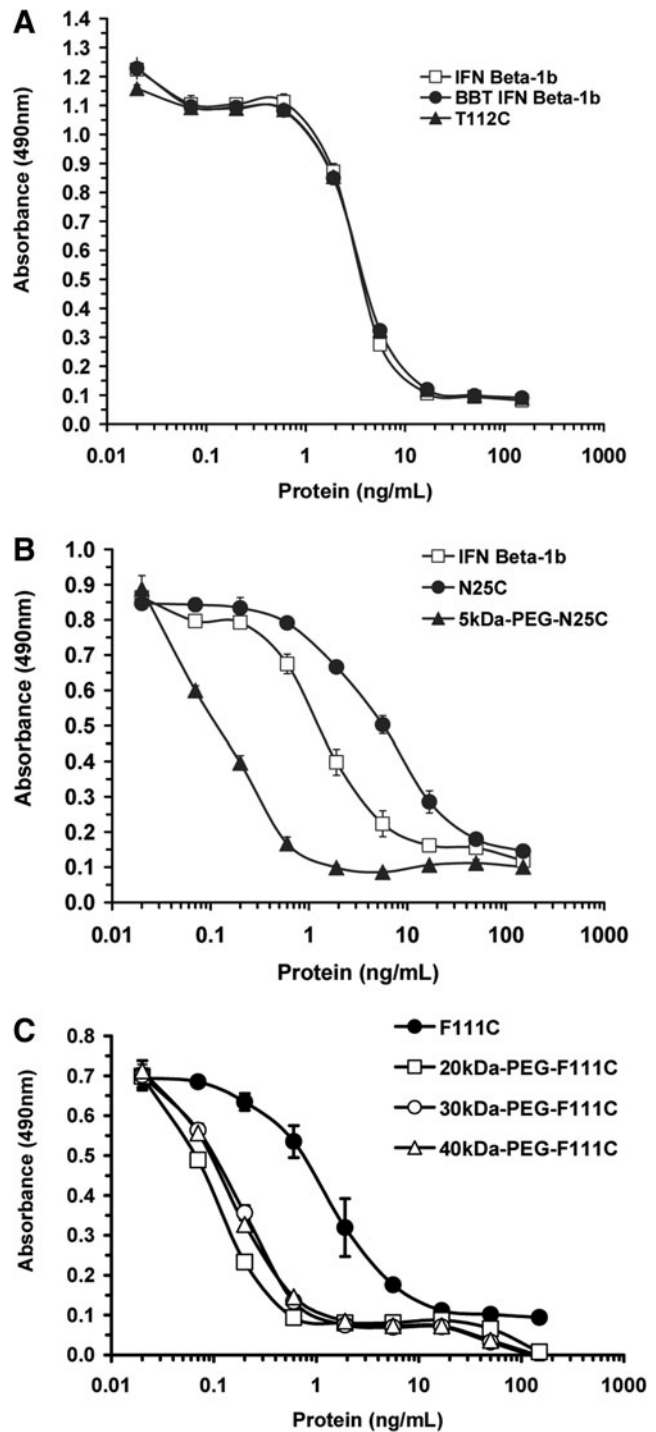 A
IFN Beta-1b
BBT IFN Beta-1b
T112C
Absorbance (490nm)
1.4
1.3
1.2
1.1
1.0
0.9
0.8
0.7
0.6
0.5
0.4
0.3
0.2
0.1
0.0
0.01 0.1 1 10 100 1000
Protein (ng/mL)
B
IFN Beta-1b
N25C
5kDa-PEG-N25C
Absorbance (490nm)
1.0
0.9
0.8
0.7
0.6
0.5
0.4
0.3
0.2
0.1
0.0
0.01 0.1 1 10 100 1000
Protein (ng/mL)
C
F111C
20kDa-PEG-F111C
30kDa-PEG-F111C
40kDa-PEG-F111C
Absorbance (490nm)
0.8
0.7
0.6
0.5
0.4
0.3
0.2
0.1
0.0
0.01 0.1 1 10 100 1000
Protein (ng/mL)